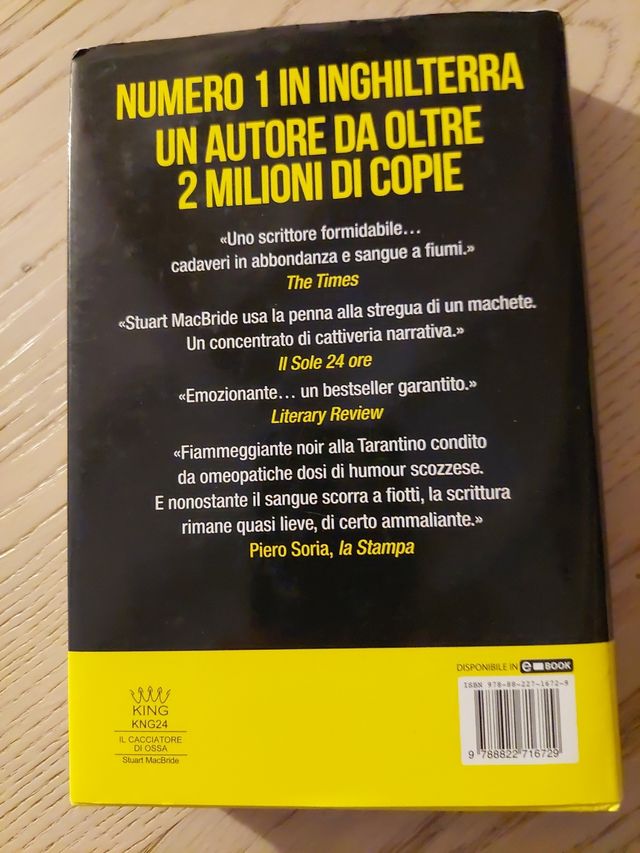 NUMERO 1 IN INGHILTERRA
UN AUTORE DA OLTRE
2 MILIONI DI COPIE
«Uno scrittore formidabile...
cadaveri in abbondanza e sangue a fiumi.»
The Times
«Stuart MacBride usa la penna alla stregua di un machete.
Un concentrato di cattiveria narrativa.»
Il Sole 24 ore
«Emozionante... un bestseller garantito.»
Literary Review
«Fiammeggiante noir alla Tarantino condito
da omeopatiche dosi di humour scozzese.
E nonostante il sangue scorra a fiotti, la scrittura
rimane quasi lieve, di certo ammaliante.»
Piero Soria, la Stampa
DISPONIBILE IN e BOOK
ISBN 978-88-227-1672-9
9 788822 716729
KING
KNG24
IL CACCIATORE
DI OSSA
Stuart MacBride